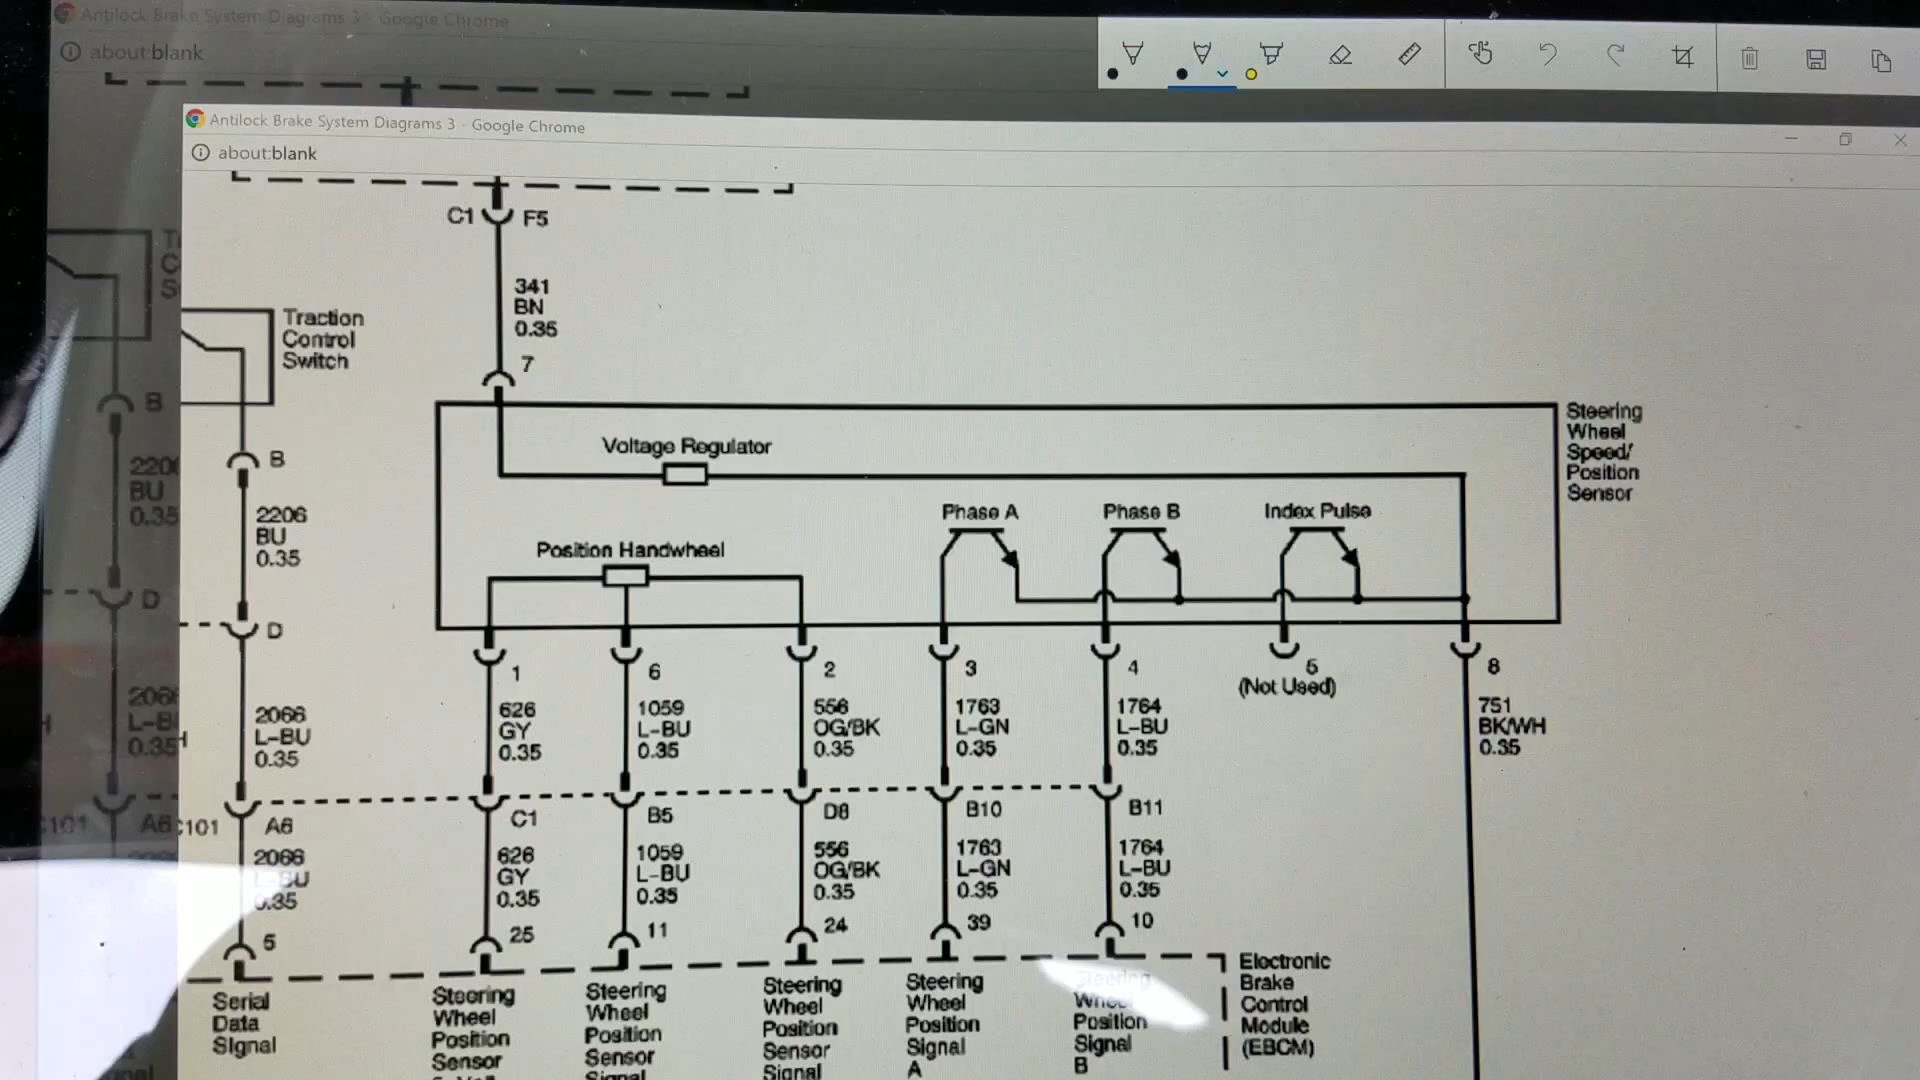 Antilock Brake System Diagrams 3 - Google Chrome
about:blank
Antilock Brake System Diagrams 3 - Google Chrome
about:blank
C1
F5
341
BN
0.35
7
Traction
Control
Switch
B
2206
BU
0.35
D
2066
L-BU
0.35
C101
A6
2066
L-BU
0.35
5
Serial
Data
Signal
B
BU
0.35
D
L-B
0.35
C101
A6
Steering
Wheel
Speed/
Position
Sensor
Voltage Regulator
Position Handwheel
Phase A
Phase B
Index Pulse
1
626
GY
0.35
6
1059
L-BU
0.35
2
556
OG/BK
0.35
3
1763
L-GN
0.35
4
1764
L-BU
0.35
5
(Not Used)
8
751
BK/WH
0.35
C1
626
GY
0.35
25
B5
1059
L-BU
0.35
11
D8
556
OG/BK
0.35
24
B10
1763
L-GN
0.35
39
B11
1764
L-BU
0.35
10
Steering
Wheel
Position
Sensor
Steering
Wheel
Position
Sensor
Signal
Steering
Wheel
Position
Sensor
Signal
Steering
Wheel
Position
Signal
A
Steering
Wheel
Position
Signal
B
Electronic
Brake
Control
Module
(EBCM)